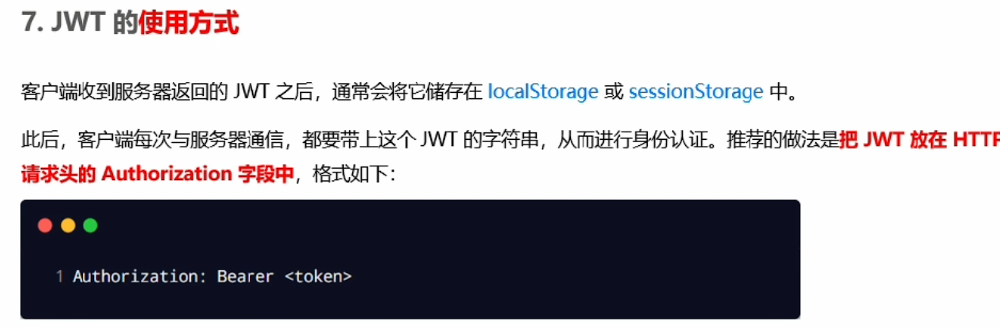 7. JWT 的使用方式
客户端收到服务器返回的 JWT 之后，通常会将它储存在 localStorage 或 sessionStorage 中。
此后，客户端每次与服务器通信，都要带上这个 JWT 的字符串，从而进行身份认证。推荐的做法是把 JWT 放在 HTTP
请求头的 Authorization 字段中，格式如下：
1 Authorization: Bearer <token>